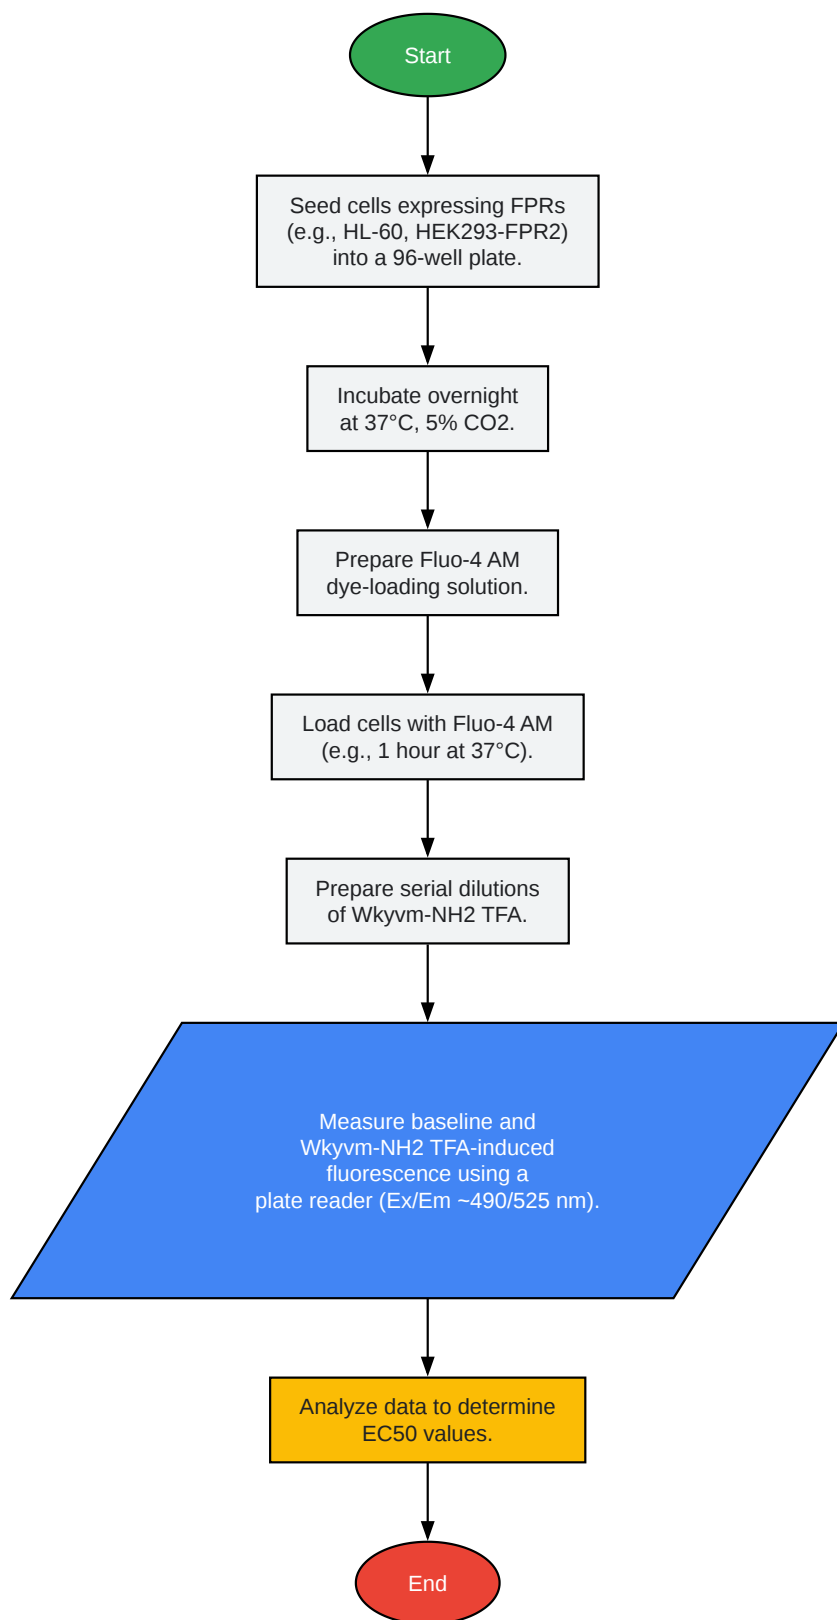 Start
Seed cells expressing FPRs
(e.g., HL-60, HEK293-FPR2)
into a 96-well plate.
Incubate overnight
at 37°C, 5% CO2.
Prepare Fluo-4 AM
dye-loading solution.
Load cells with Fluo-4 AM
(e.g., 1 hour at 37°C).
Prepare serial dilutions
of Wkyvm-NH2 TFA.
Measure baseline and
Wkyvm-NH2 TFA-induced
fluorescence using a
plate reader (Ex/Em ~490/525 nm).
Analyze data to determine
EC50 values.
End